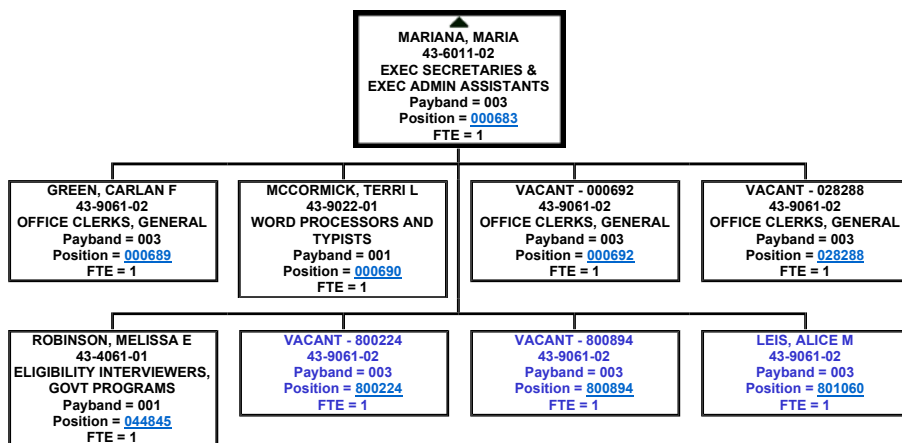 MARIANA, MARIA
43-6011-02
EXEC SECRETARIES &
EXEC ADMIN ASSISTANTS
Payband = 003
Position = 000683
FTE = 1
GREEN, CARLAN F
43-9061-02
OFFICE CLERKS, GENERAL
Payband = 003
Position = 000689
FTE = 1
MCCORMICK, TERRI L
43-9022-01
WORD PROCESSORS AND
TYPISTS
Payband = 001
Position = 000690
FTE = 1
VACANT - 000692
43-9061-02
OFFICE CLERKS, GENERAL
Payband = 003
Position = 000692
FTE = 1
VACANT - 028288
43-9061-02
OFFICE CLERKS, GENERAL
Payband = 003
Position = 028288
FTE = 1
ROBINSON, MELISSA E
43-4061-01
ELIGIBILITY INTERVIEWERS,
GOVT PROGRAMS
Payband = 001
Position = 044845
FTE = 1
VACANT - 800224
43-9061-02
Payband = 003
Position = 800224
FTE = 1
VACANT - 800894
43-9061-02
Payband = 003
Position = 800894
FTE = 1
LEIS, ALICE M
43-9061-02
Payband = 003
Position = 801060
FTE = 1